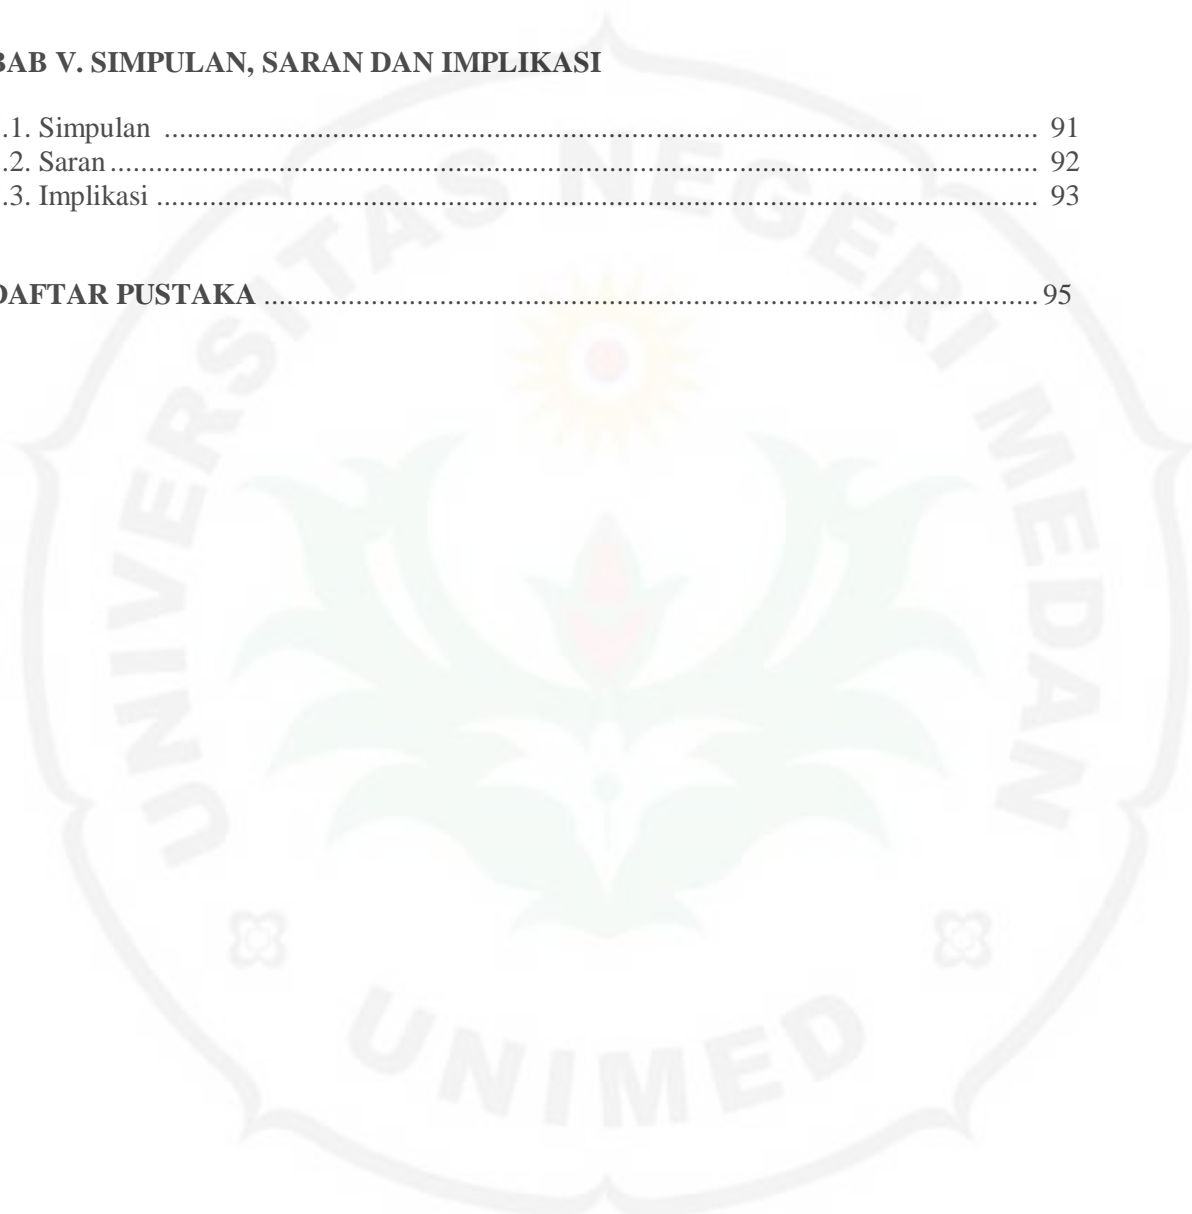 BAB V. SIMPULAN, SARAN DAN IMPLIKASI
.1. Simpulan ........................................................................................................................ 91
.2. Saran ............................................................................................................................... 92
.3. Implikasi ......................................................................................................................... 93
DAFTAR PUSTAKA ......................................................................................................... 95
UNIVERSITAS NEGERI MEDAN
UNIMED